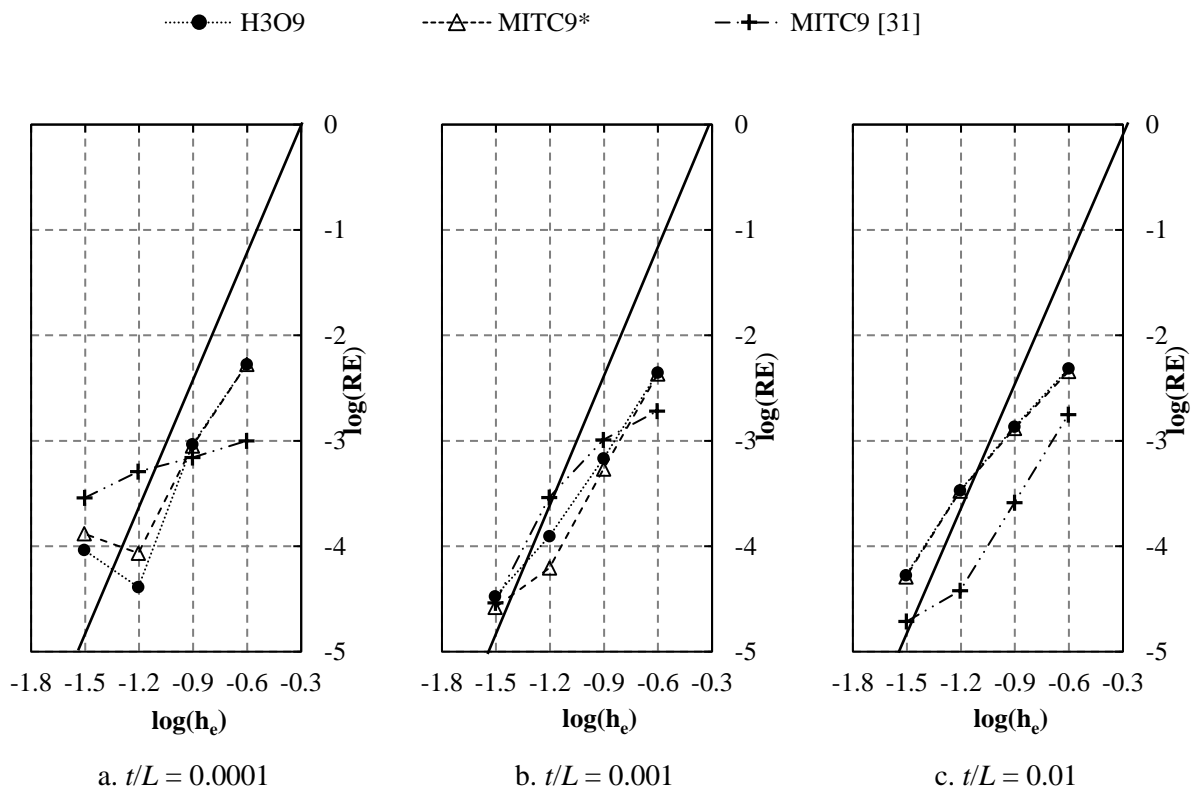 H3O9 MITC9* MITC9 [31]
0 0 0
-1 -1 -1
-2 -2 -2
log(RE) log(RE) log(RE)
-3 -3 -3
-4 -4 -4
-5 -5 -5
-1.8 -1.5 -1.2 -0.9 -0.6 -0.3 -1.8 -1.5 -1.2 -0.9 -0.6 -0.3 -1.8 -1.5 -1.2 -0.9 -0.6 -0.3
log(hₑ) log(hₑ) log(hₑ)
a. t/L = 0.0001 b. t/L = 0.001 c. t/L = 0.01